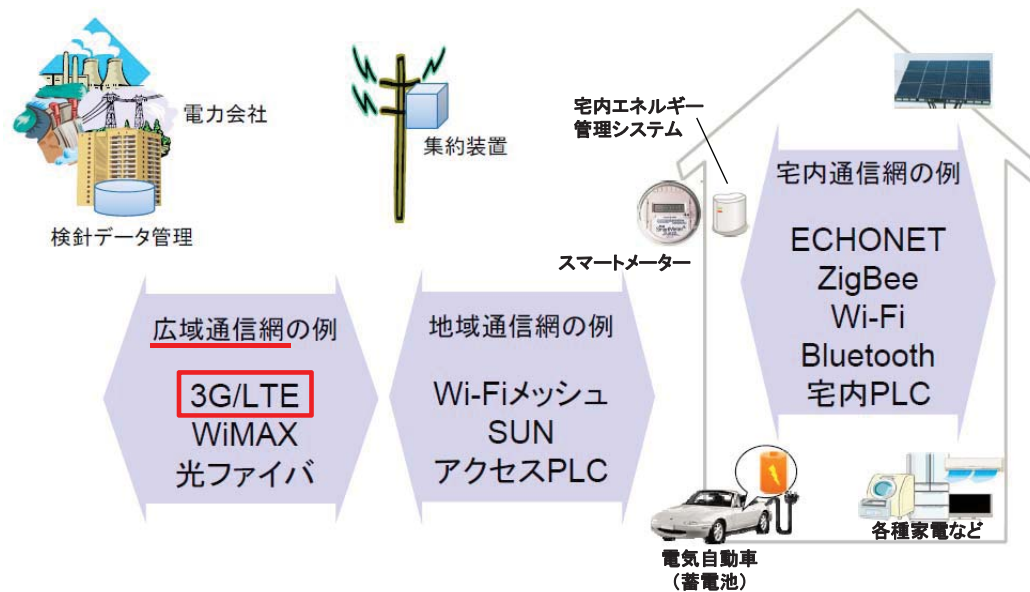 電力会社
検針データ管理
集約装置
宅内エネルギー
管理システム
スマートメーター
広域通信網の例
3G/LTE
WiMAX
光ファイバ
地域通信網の例
Wi-Fiメッシュ
SUN
アクセスPLC
宅内通信網の例
ECHONET
ZigBee
Wi-Fi
Bluetooth
宅内PLC
電気自動車
（蓄電池）
各種家電など